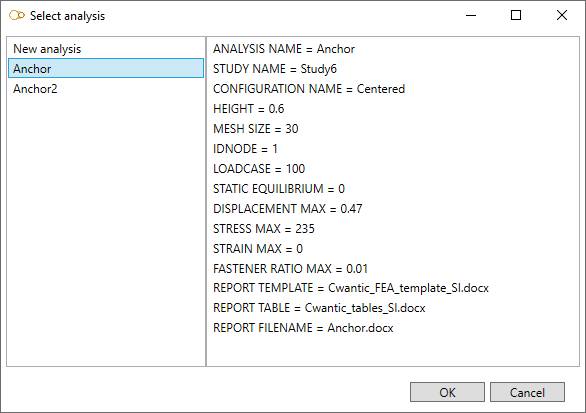 Select analysis
New analysis
Anchor
Anchor2
ANALYSIS NAME = Anchor
STUDY NAME = Study6
CONFIGURATION NAME = Centered
HEIGHT = 0.6
MESH SIZE = 30
IDNODE = 1
LOADCASE = 100
STATIC EQUILIBRIUM = 0
DISPLACEMENT MAX = 0.47
STRESS MAX = 235
STRAIN MAX = 0
FASTENER RATIO MAX = 0.01
REPORT TEMPLATE = Cwantic_FEA_template_SI.docx
REPORT TABLE = Cwantic_tables_SI.docx
REPORT FILENAME = Anchor.docx
OK
Cancel